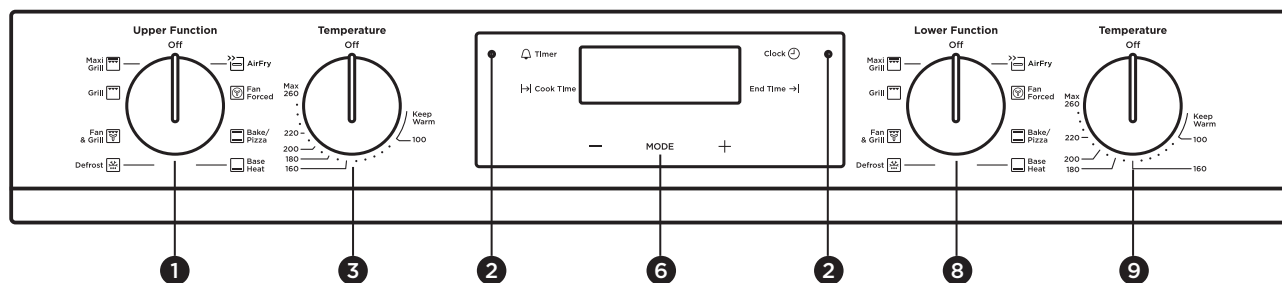 Upper Function
Off
Maxi
Grill
AirFry
Grill
Fan
Forced
Fan
& Grill
Bake/
Pizza
Defrost
Base
Heat
Temperature
Off
Max
260
Keep
Warm
100
220
200
180
160
Timer
Clock
Cook Time
End Time
— MODE +
Lower Function
Off
Maxi
Grill
AirFry
Grill
Fan
Forced
Fan
& Grill
Bake/
Pizza
Defrost
Base
Heat
Temperature
Off
Max
260
Keep
Warm
100
220
200
180
160
1
3
2
6
2
8
9